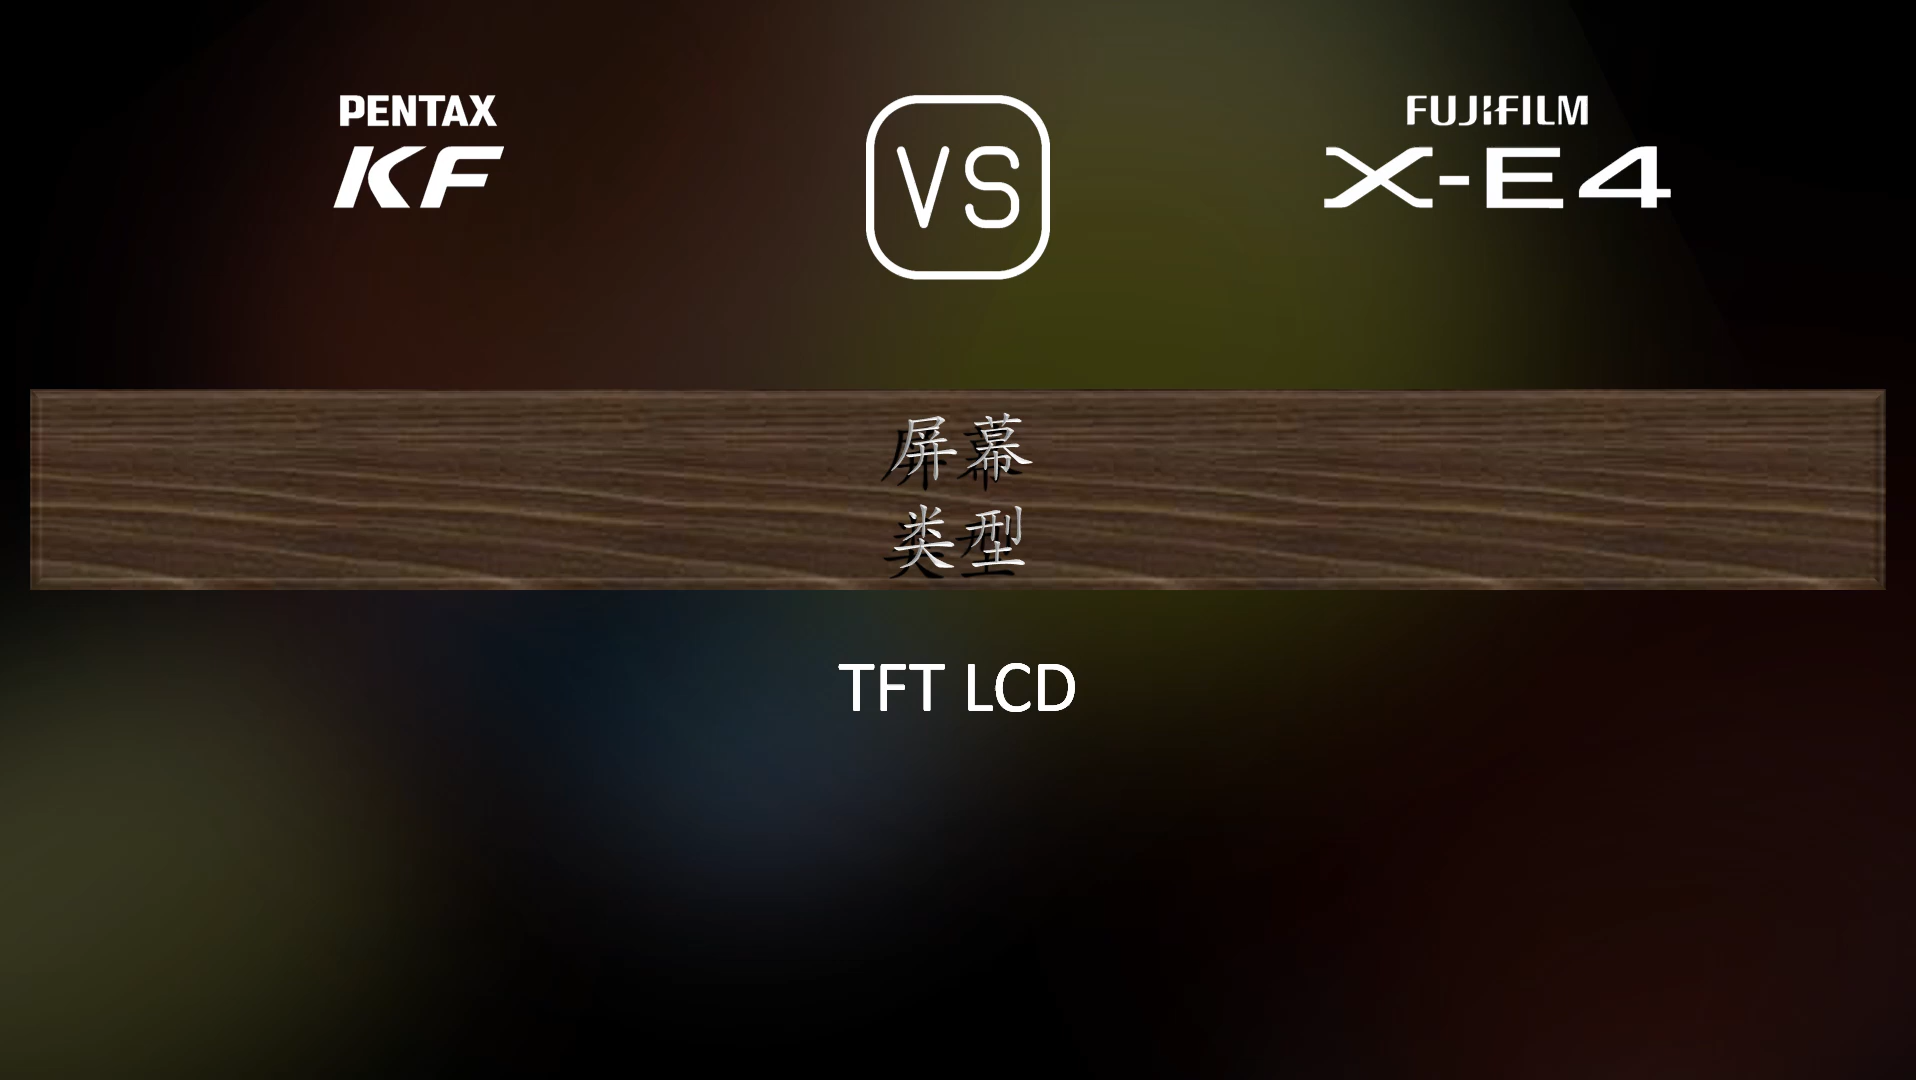 PENTAX
KF
VS
FUJIFILM
X-E4
屏幕
类型
TFT LCD